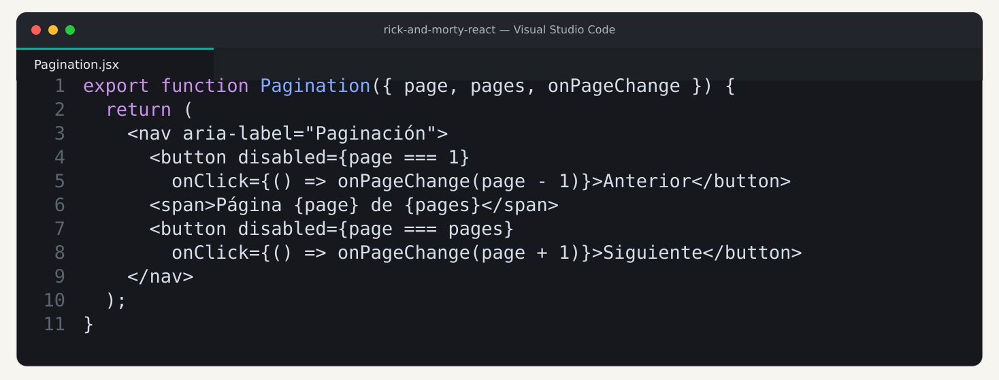 rick-and-morty-react — Visual Studio Code
Pagination.jsx
1 export function Pagination({ page, pages, onPageChange }) {
2   return (
3     <nav aria-label="Paginación">
4       <button disabled={page === 1}
5         onClick={() => onPageChange(page - 1)}>Anterior</button>
6       <span>Página {page} de {pages}</span>
7       <button disabled={page === pages}
8         onClick={() => onPageChange(page + 1)}>Siguiente</button>
9     </nav>
10   );
11 }